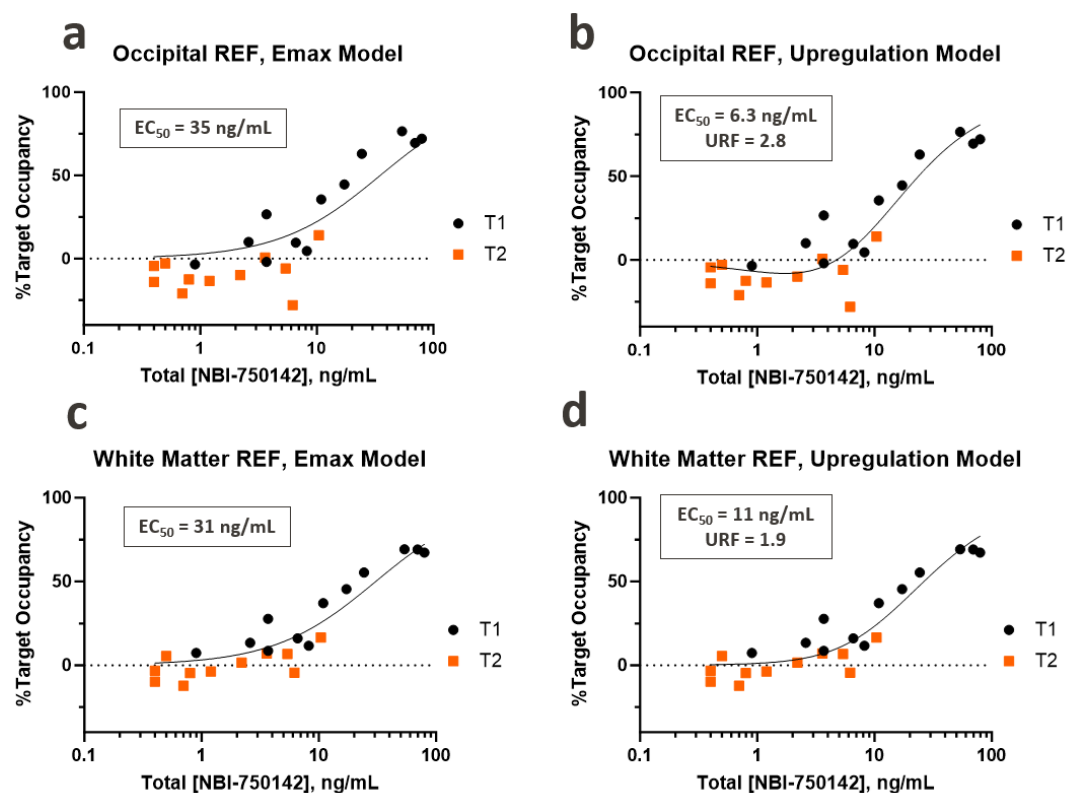 a
Occipital REF, Emax Model
%Target Occupancy
100
50
0
EC50 = 35 ng/mL
T1
T2
0.1
1
10
100
Total [NBI-750142], ng/mL
b
Occipital REF, Upregulation Model
%Target Occupancy
100
50
0
EC50 = 6.3 ng/mL
URF = 2.8
T1
T2
0.1
1
10
100
Total [NBI-750142], ng/mL
c
White Matter REF, Emax Model
%Target Occupancy
100
50
0
EC50 = 31 ng/mL
T1
T2
0.1
1
10
100
Total [NBI-750142], ng/mL
d
White Matter REF, Upregulation Model
%Target Occupancy
100
50
0
EC50 = 11 ng/mL
URF = 1.9
T1
T2
0.1
1
10
100
Total [NBI-750142], ng/mL